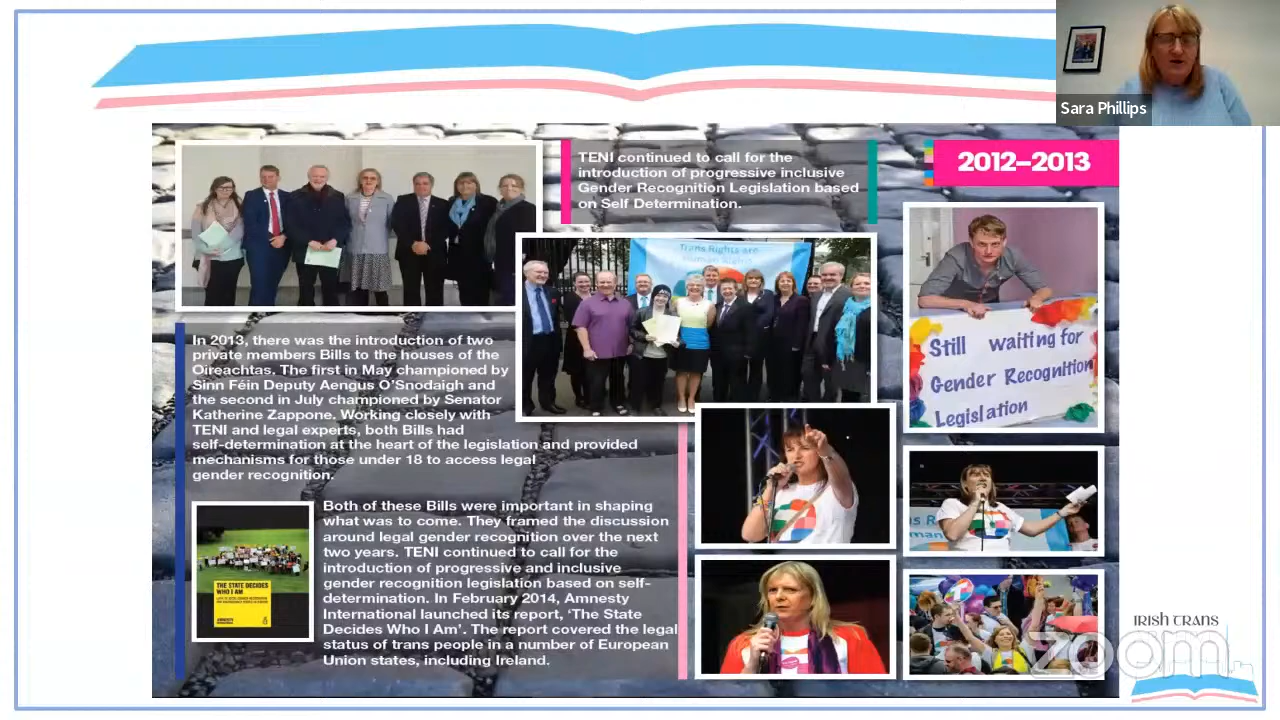 Sara Phillips
TENI continued to call for the
introduction of progressive inclusive
Gender Recognition Legislation based
on Self Determination.
2012–2013
Trans Rights are
Human Rights
Still waiting for
Gender Recognition
Legislation
In 2013, there was the introduction of two
private members Bills to the houses of the
Oireachtas. The first in May championed by
Sinn Féin Deputy Aengus O'Snodaigh and
the second in July championed by Senator
Katherine Zappone. Working closely with
TENI and legal experts, both Bills had
self-determination at the heart of the legislation and provided
mechanisms for those under 18 to access legal
gender recognition.
THE STATE DECIDES
WHO I AM
AMNESTY
Both of these Bills were important in shaping
what was to come. They framed the discussion
around legal gender recognition over the next
two years. TENI continued to call for the
introduction of progressive and inclusive
gender recognition legislation based on self-
determination. In February 2014, Amnesty
International launched its report, 'The State
Decides Who I Am'. The report covered the legal
status of trans people in a number of European
Union states, including Ireland.
IRISH TRANS
zoom